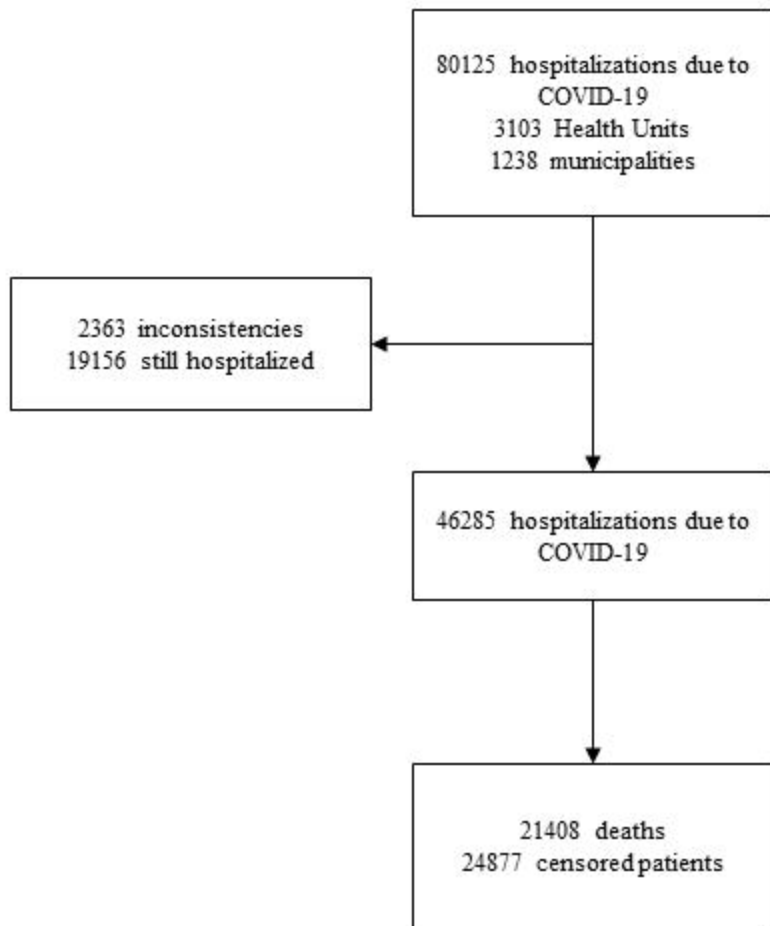 80125 hospitalizations due to
COVID-19
3103 Health Units
1238 municipalities
2363 inconsistencies
19156 still hospitalized
46285 hospitalizations due to
COVID-19
21408 deaths
24877 censored patients